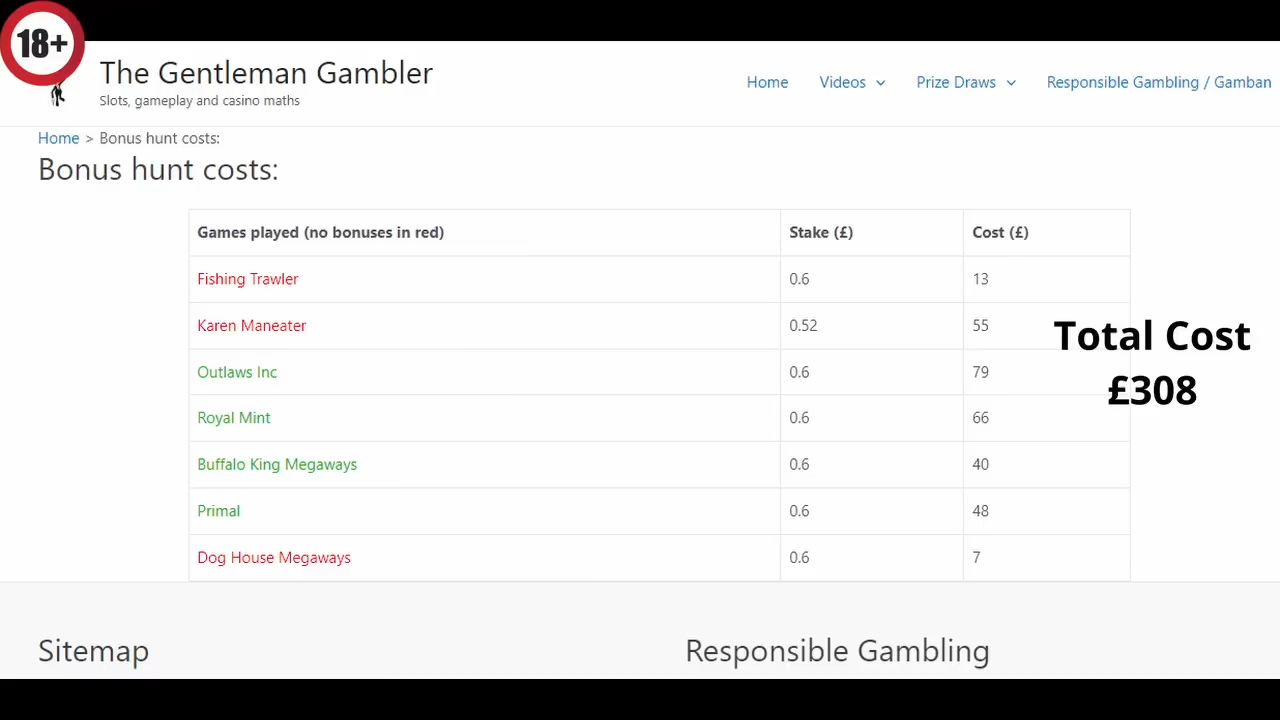 18+
The Gentleman Gambler
Slots, gameplay and casino maths
Home Videos Prize Draws Responsible Gambling / Gamban
Home > Bonus hunt costs:
Bonus hunt costs:
Games played (no bonuses in red) Stake (£) Cost (£)
Fishing Trawler 0.6 13
Karen Maneater 0.52 55
Outlaws Inc 0.6 79
Royal Mint 0.6 66
Buffalo King Megaways 0.6 40
Primal 0.6 48
Dog House Megaways 0.6 7
Total Cost
£308
Sitemap Responsible Gambling